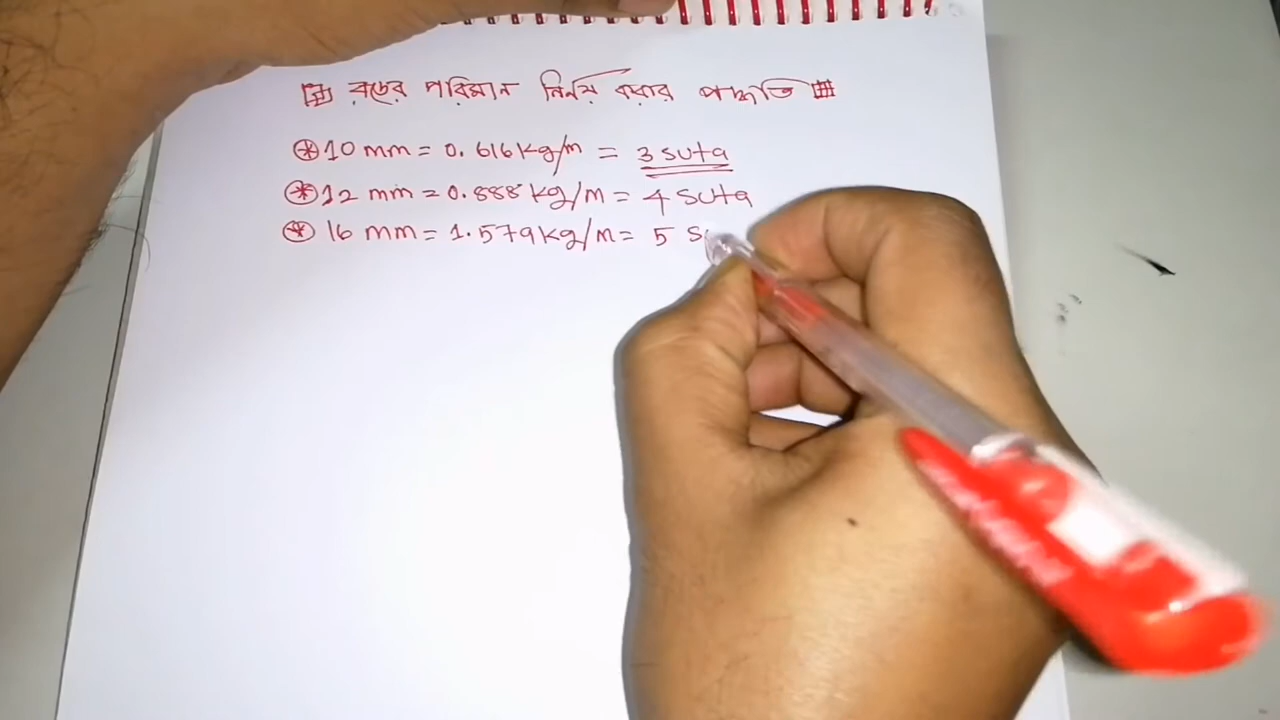 রডের পরিমান নির্নয় করার পদ্ধতি
10 mm = 0.616 kg/m = 3 suta
12 mm = 0.888 kg/m = 4 suta
16 mm = 1.579 kg/m = 5 su